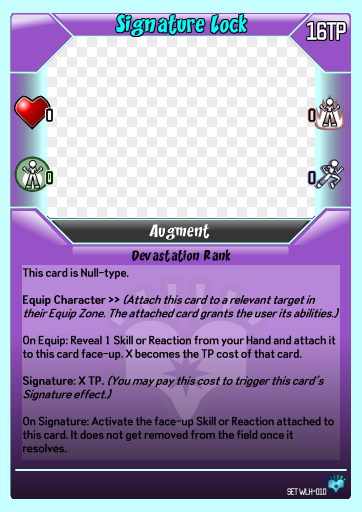 Signature Lock
16TP
0
0
0
0
Augment
Devastation Rank
This card is Null-type.
Equip Character >> (Attach this card to a relevant target in
their Equip Zone. The attached card grants the user its abilities.)
On Equip: Reveal 1 Skill or Reaction from your Hand and attach it
to this card face-up. X becomes the TP cost of that card.
Signature: X TP. (You may pay this cost to trigger this card's
Signature effect.)
On Signature: Activate the face-up Skill or Reaction attached to
this card. It does not get removed from the field once it
resolves.
SET WLH-010